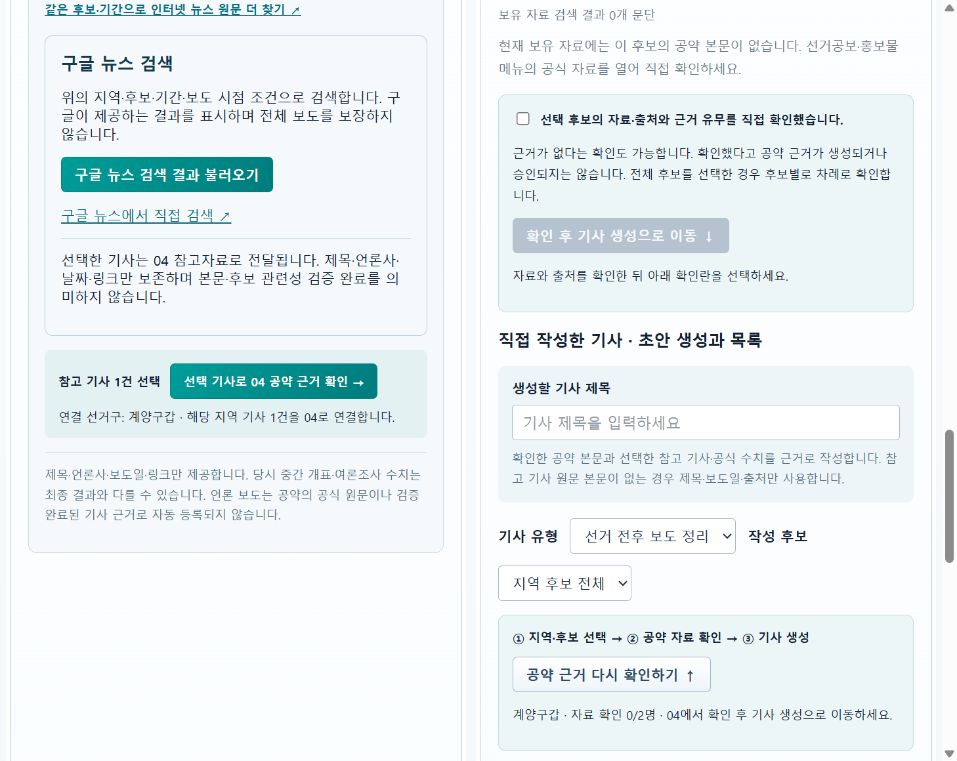 같은 후보·기간으로 인터넷 뉴스 원문 더 찾기 ↗
구글 뉴스 검색
위의 지역·후보·기간·보도 시점 조건으로 검색합니다. 구
글이 제공하는 결과를 표시하며 전체 보도를 보장하지
않습니다.
구글 뉴스 검색 결과 불러오기
구글 뉴스에서 직접 검색 ↗
선택한 기사는 04 참고자료로 전달됩니다. 제목·언론사·
날짜·링크만 보존하며 본문·후보 관련성 검증 완료를 의
미하지 않습니다.
참고 기사 1건 선택
선택 기사로 04 공약 근거 확인 →
연결 선거구: 계양구갑 · 해당 지역 기사 1건을 04로 연결합니다.
제목·언론사·보도일·링크만 제공합니다. 당시 중간 개표·여론조사 수치는
최종 결과와 다를 수 있습니다. 언론 보도는 공약의 공식 원문이나 검증
완료된 기사 근거로 자동 등록되지 않습니다.
보유 자료 검색 결과 0개 문단
현재 보유 자료에는 이 후보의 공약 본문이 없습니다. 선거공보·홍보물
메뉴의 공식 자료를 열어 직접 확인하세요.
선택 후보의 자료·출처와 근거 유무를 직접 확인했습니다.
근거가 없다는 확인도 가능합니다. 확인했다고 공약 근거가 생성되거나
승인되지는 않습니다. 전체 후보를 선택한 경우 후보별로 차례로 확인합
니다.
확인 후 기사 생성으로 이동 ↓
자료와 출처를 확인한 뒤 아래 확인란을 선택하세요.
직접 작성한 기사 · 초안 생성과 목록
생성할 기사 제목
기사 제목을 입력하세요
확인한 공약 본문과 선택한 참고 기사·공식 수치를 근거로 작성합니다. 참
고 기사 원문 본문이 없는 경우 제목·보도일·출처만 사용합니다.
기사 유형
선거 전후 보도 정리
작성 후보
지역 후보 전체
① 지역·후보 선택 → ② 공약 자료 확인 → ③ 기사 생성
공약 근거 다시 확인하기 ↑
계양구갑 · 자료 확인 0/2명 · 04에서 확인 후 기사 생성으로 이동하세요.